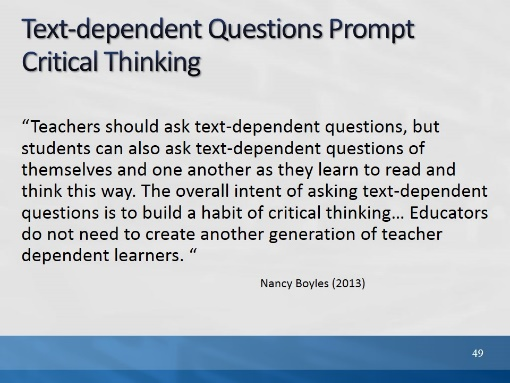 Text-dependent Questions Prompt
Critical Thinking
“Teachers should ask text-dependent questions, but
students can also ask text-dependent questions of
themselves and one another as they learn to read and
think this way. The overall intent of asking text-dependent
questions is to build a habit of critical thinking… Educators
do not need to create another generation of teacher
dependent learners. “
Nancy Boyles (2013)
49